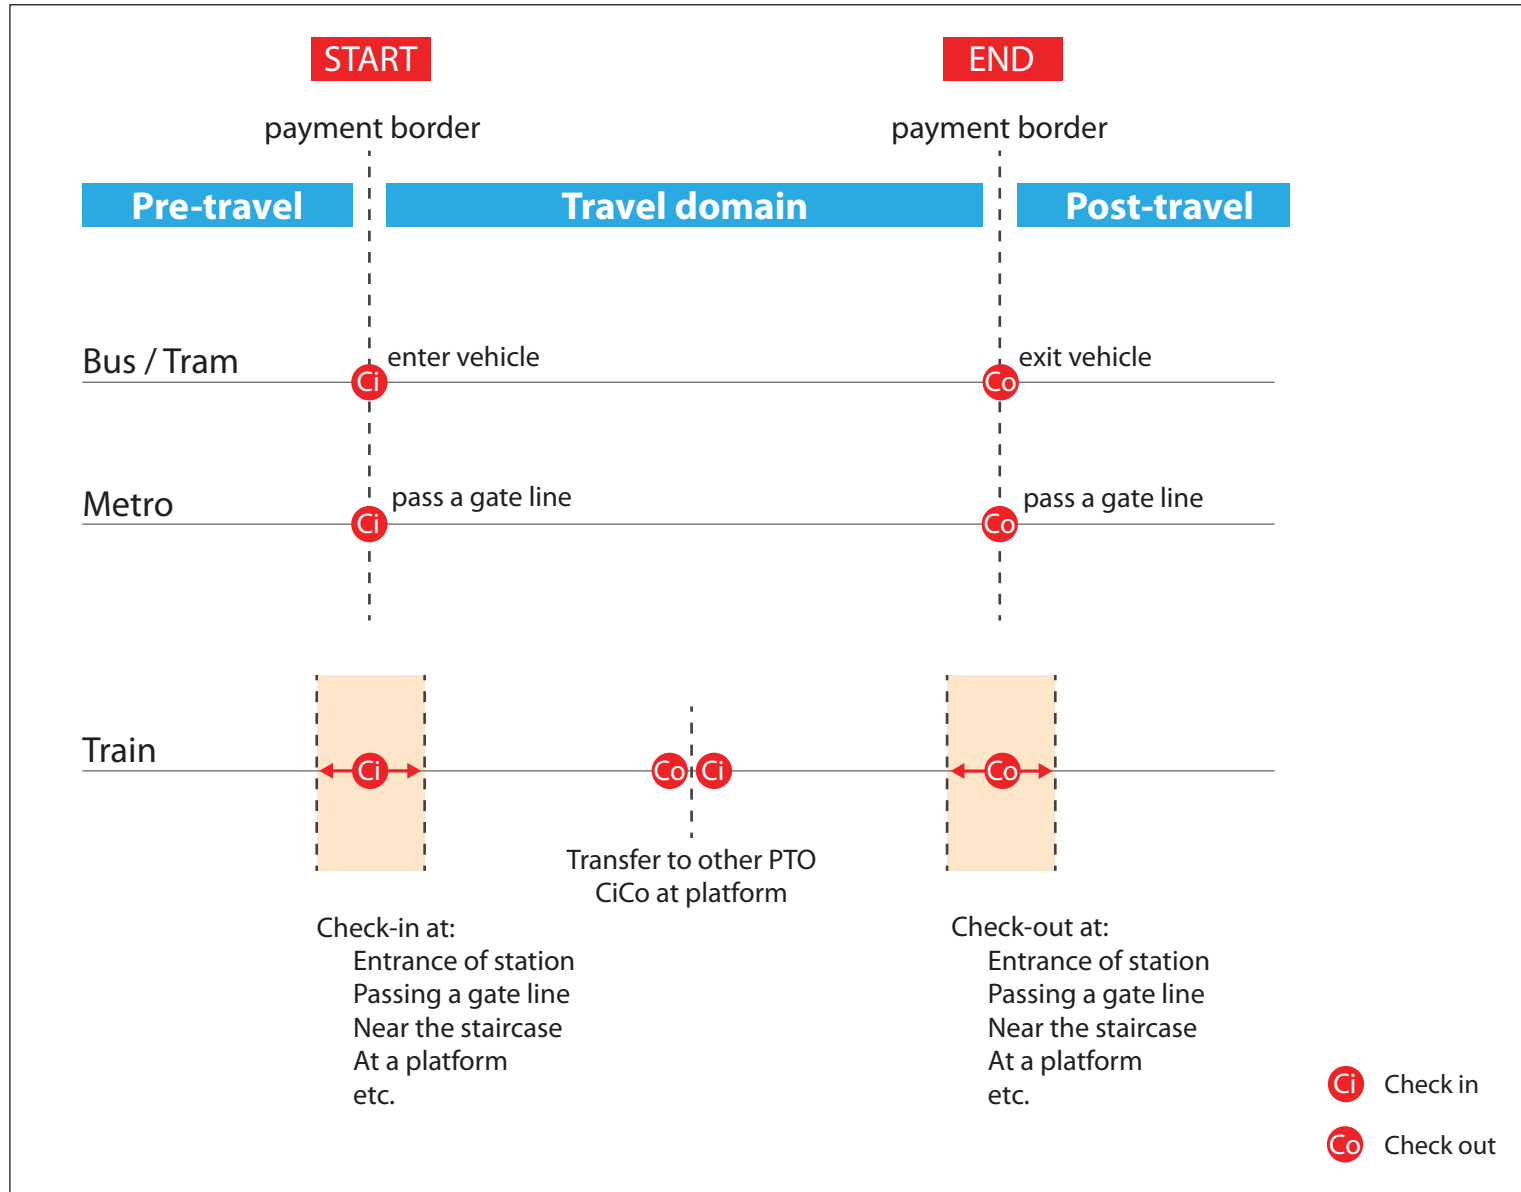 START
END
payment border
payment border
Pre-travel
Travel domain
Post-travel
Bus / Tram
enter vehicle
exit vehicle
Ci
Co
Metro
pass a gate line
pass a gate line
Ci
Co
Train
Ci
Co
Ci
Co
Transfer to other PTO
CiCo at platform
Check-in at:
Entrance of station
Passing a gate line
Near the staircase
At a platform
etc.
Check-out at:
Entrance of station
Passing a gate line
Near the staircase
At a platform
etc.
Ci Check in
Co Check out